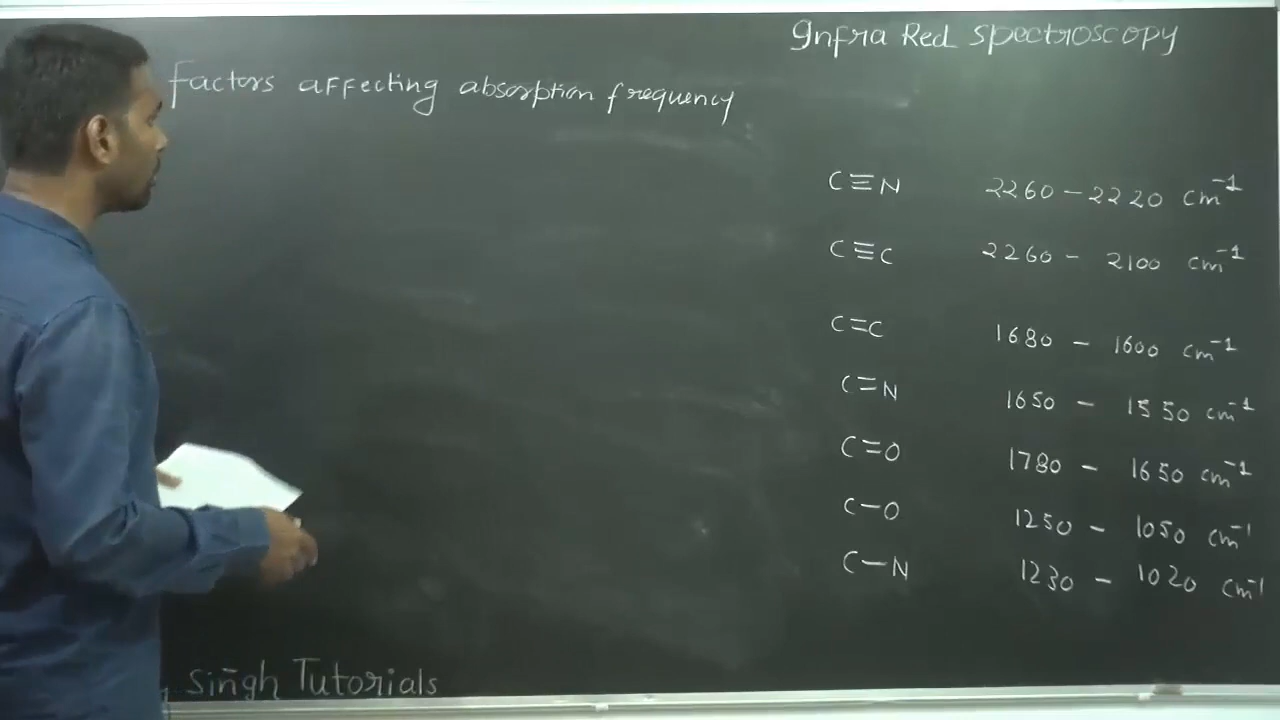 Infra Red spectroscopy
factors affecting absorption frequency
C≡N 2260 - 2220 cm⁻¹
C≡C 2260 - 2100 cm⁻¹
C=C 1680 - 1600 cm⁻¹
C=N 1650 - 1550 cm⁻¹
C=O 1780 - 1650 cm⁻¹
C-O 1250 - 1050 cm⁻¹
C-N 1230 - 1020 cm⁻¹
Singh Tutorials